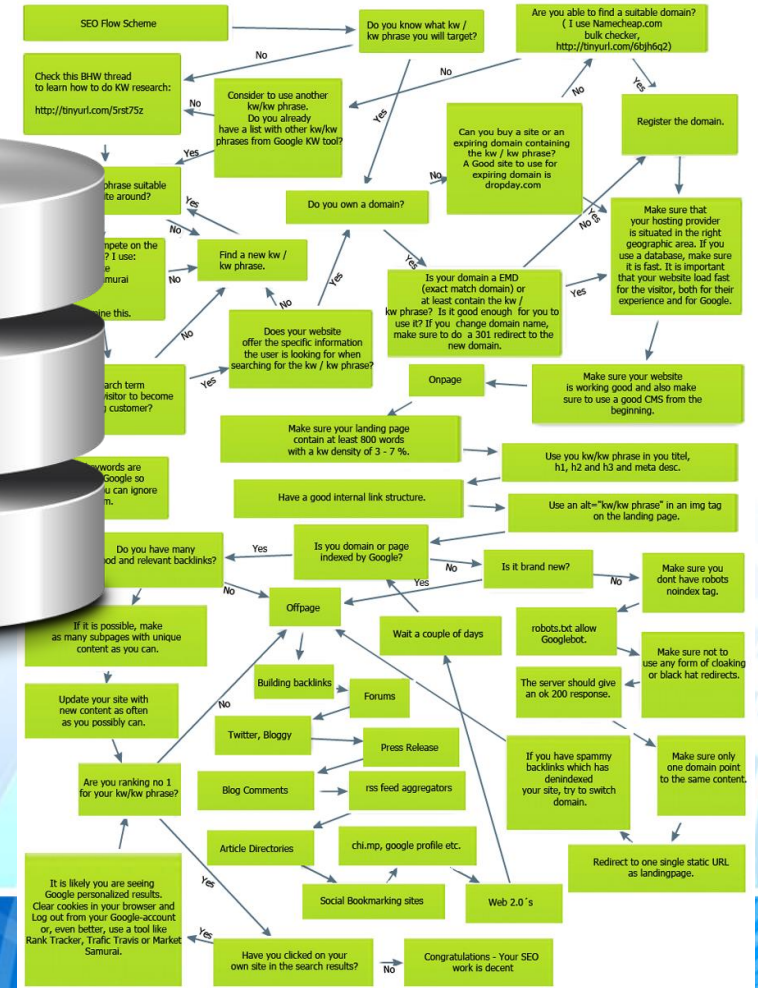 SEO Flow Scheme
Do you know what kw /
kw phrase you will target?
Are you able to find a suitable domain?
( I use Namecheap.com
bulk checker,
http://tinyurl.com/6bjh6q2)
No
Check this BHW thread
to learn how to do KW research:
http://tinyurl.com/5rst75z
No
Consider to use another
kw/kw phrase.
Do you already
have a list with other kw/kw
phrases from Google KW tool?
No
Yes
Yes
No
Yes
Can you buy a site or an
expiring domain containing
the kw / kw phrase?
A Good site to use for
expiring domain is
dropday.com
Register the domain.
phrase suitable
around?
Yes
No
Do you own a domain?
No
Yes
No
Make sure that
your hosting provider
is situated in the right
geographic area. If you
use a database, make sure
it is fast. It is important
that your website load fast
for the visitor, both for their
experience and for Google.
on the
? I use:
No
Find a new kw /
kw phrase.
Yes
Yes
Is your domain a EMD
(exact match domain) or
at least contain the kw /
kw phrase? Is it good enough for you to
use it? If you change domain name,
make sure to do a 301 redirect to the
new domain.
Yes
this.
No
No
Does your website
offer the specific information
the user is looking for when
searching for the kw / kw phrase?
term
visitor to become
customer?
Yes
Onpage
Make sure your website
is working good and also make
sure to use a good CMS from the
beginning.
Make sure your landing page
contain at least 800 words
with a kw density of 3 - 7 %.
Use you kw/kw phrase in you titel,
h1, h2 and h3 and meta desc.
are
Google so
can ignore
Have a good internal link structure.
Use an alt="kw/kw phrase" in an img tag
on the landing page.
Do you have many
and relevant backlinks?
Yes
Is you domain or page
indexed by Google?
No
Is it brand new?
No
Make sure you
dont have robots
noindex tag.
No
Yes
Offpage
Wait a couple of days
robots.txt allow
Googlebot.
If it is possible, make
as many subpages with unique
content as you can.
Make sure not to
use any form of cloaking
or black hat redirects.
Building backlinks
Forums
The server should give
an ok 200 response.
Update your site with
new content as often
as you possibly can.
No
Twitter, Bloggy
Press Release
If you have spammy
backlinks which has
denindexed
your site, try to switch
domain.
Make sure only
one domain point
to the same content.
Are you ranking no 1
for your kw/kw phrase?
Blog Comments
rss feed aggregators
Article Directories
chi.mp, google profile etc.
Redirect to one single static URL
as landingpage.
It is likely you are seeing
Google personalized results.
Clear cookies in your browser and
Log out from your Google-account
or, even better, use a tool like
Rank Tracker, Trafic Travis or Market
Samurai.
Yes
Social Bookmarking sites
Web 2.0´s
Yes
Have you clicked on your
own site in the search results?
No
Congratulations - Your SEO
work is decent